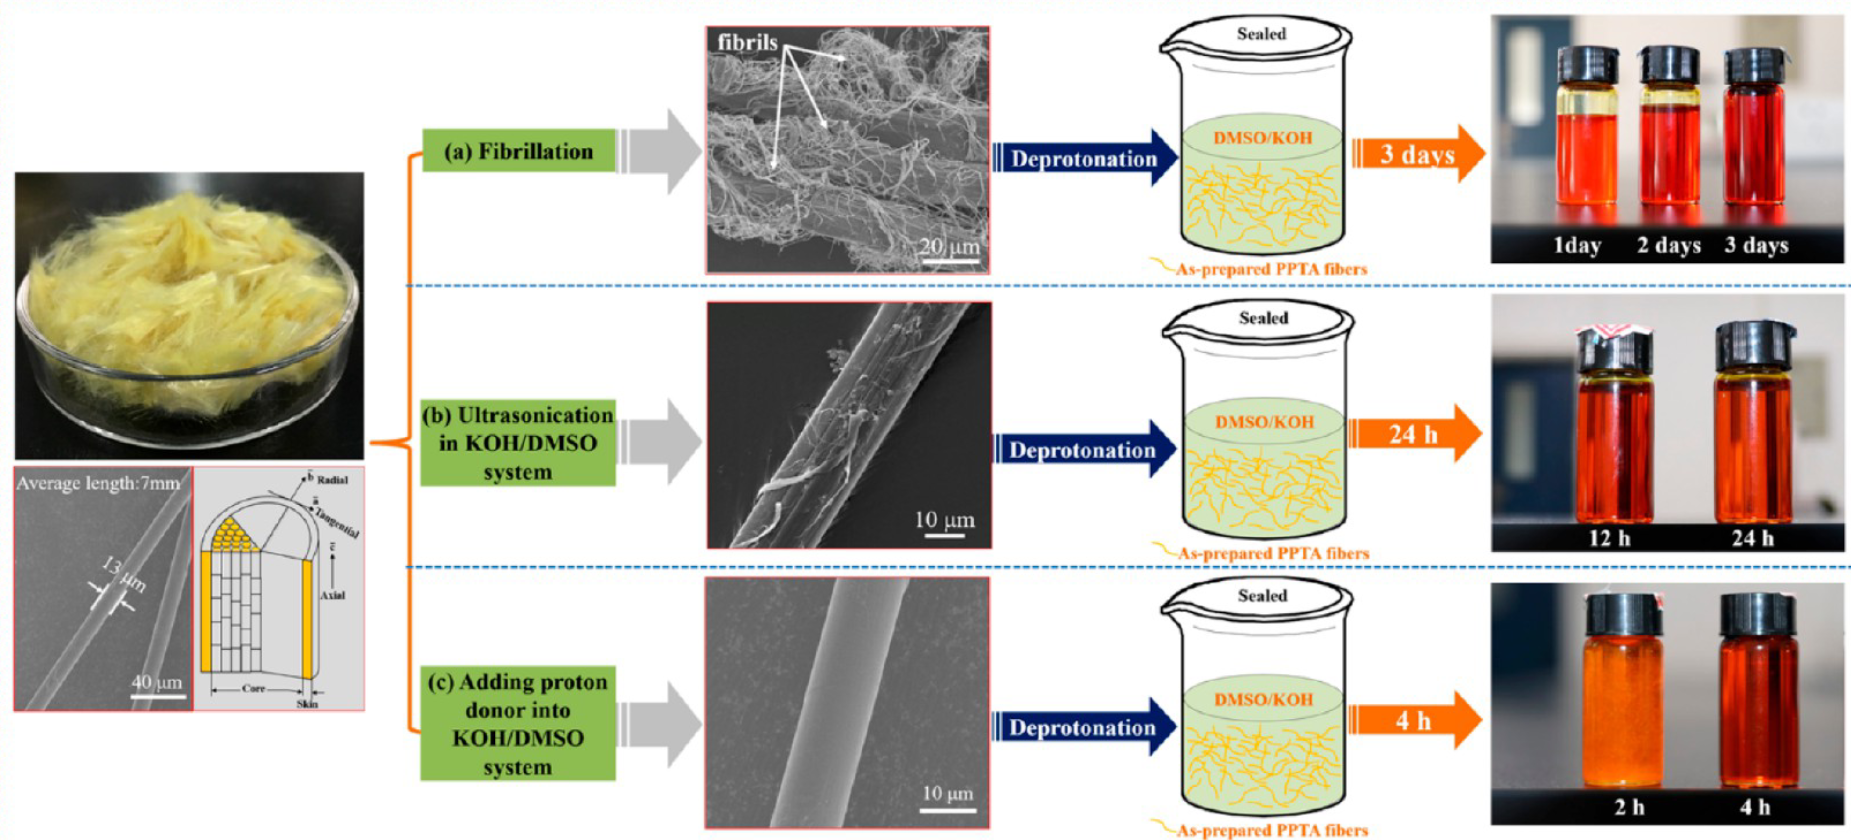 Average length:7mm
13 μm
40 μm
b̄ Radial
ā
Tangential
c̄
Axial
Core
Skin
(a) Fibrillation
fibrils
20 μm
Deprotonation
Sealed
DMSO/KOH
As-prepared PPTA fibers
3 days
1day 2 days 3 days
(b) Ultrasonication
in KOH/DMSO
system
10 μm
Deprotonation
Sealed
DMSO/KOH
As-prepared PPTA fibers
24 h
12 h 24 h
(c) Adding proton
donor into
KOH/DMSO
system
10 μm
Deprotonation
Sealed
DMSO/KOH
As-prepared PPTA fibers
4 h
2 h 4 h